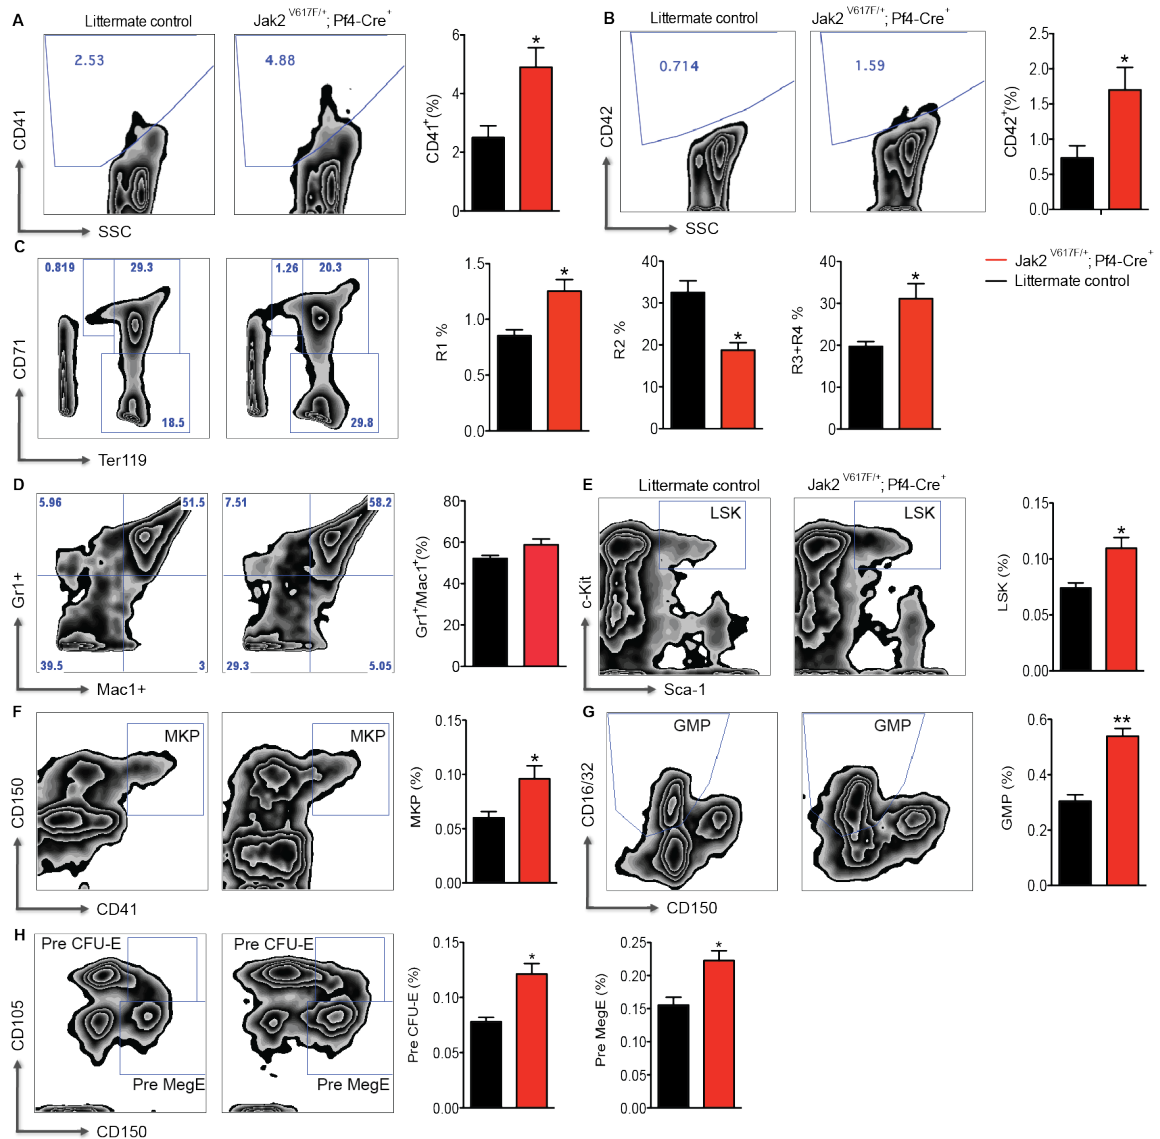 A
Littermate control
Jak2 V617F/+; Pf4-Cre+
2.53
4.88
CD41
SSC
CD41+(%)
6
4
2
0
*
B
Littermate control
Jak2 V617F/+; Pf4-Cre+
0.714
1.59
CD42
SSC
CD42+(%)
2.5
2.0
1.5
1.0
0.5
0.0
*
C
0.819
29.3
18.5
1.26
20.3
29.8
CD71
Ter119
R1 %
1.5
1.0
0.5
0.0
*
R2 %
40
30
20
10
0
*
R3+R4 %
40
30
20
10
0
*
Jak2 V617F/+; Pf4-Cre+
Littermate control
D
5.96
51.5
39.5
3
7.51
58.2
29.3
5.05
Gr1+
Mac1+
Gr1+/Mac1+(%)
80
60
40
20
0
E
Littermate control
Jak2 V617F/+; Pf4-Cre+
LSK
LSK
c-Kit
Sca-1
LSK (%)
0.15
0.10
0.05
0.00
*
F
MKP
MKP
CD150
CD41
MKP (%)
0.15
0.10
0.05
0.00
*
G
GMP
GMP
CD16/32
CD150
GMP (%)
0.6
0.4
0.2
0.0
**
H
Pre CFU-E
Pre MegE
Pre CFU-E
Pre MegE
CD105
CD150
Pre CFU-E (%)
0.15
0.10
0.05
0.00
*
Pre MegE (%)
0.25
0.20
0.15
0.10
0.05
0.00
*